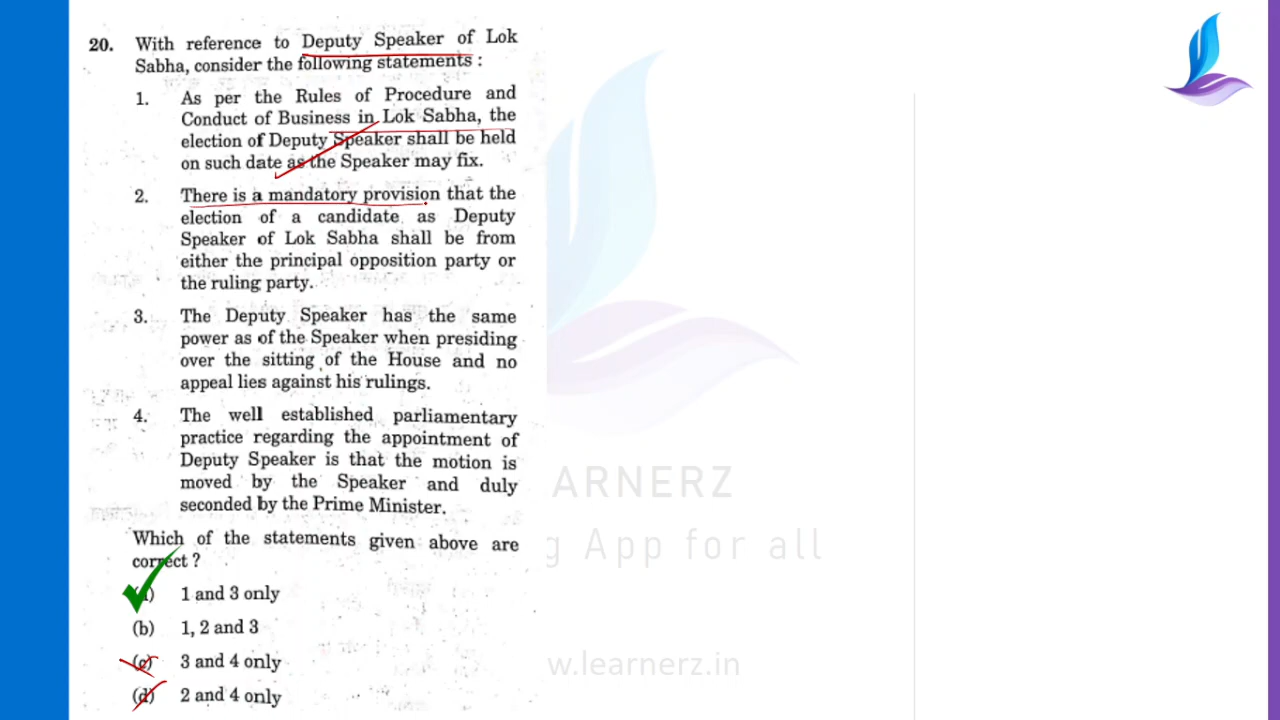 20. With reference to Deputy Speaker of Lok
Sabha, consider the following statements :
1. As per the Rules of Procedure and
Conduct of Business in Lok Sabha, the
election of Deputy Speaker shall be held
on such date as the Speaker may fix.
2. There is a mandatory provision that the
election of a candidate as Deputy
Speaker of Lok Sabha shall be from
either the principal opposition party or
the ruling party.
3. The Deputy Speaker has the same
power as of the Speaker when presiding
over the sitting of the House and no
appeal lies against his rulings.
4. The well established parliamentary
practice regarding the appointment of
Deputy Speaker is that the motion is
moved by the Speaker and duly
seconded by the Prime Minister.
Which of the statements given above are
correct ?
1 and 3 only
(b) 1, 2 and 3
(c) 3 and 4 only
(d) 2 and 4 only
ARNERZ
g App for all
w.learnerz.in